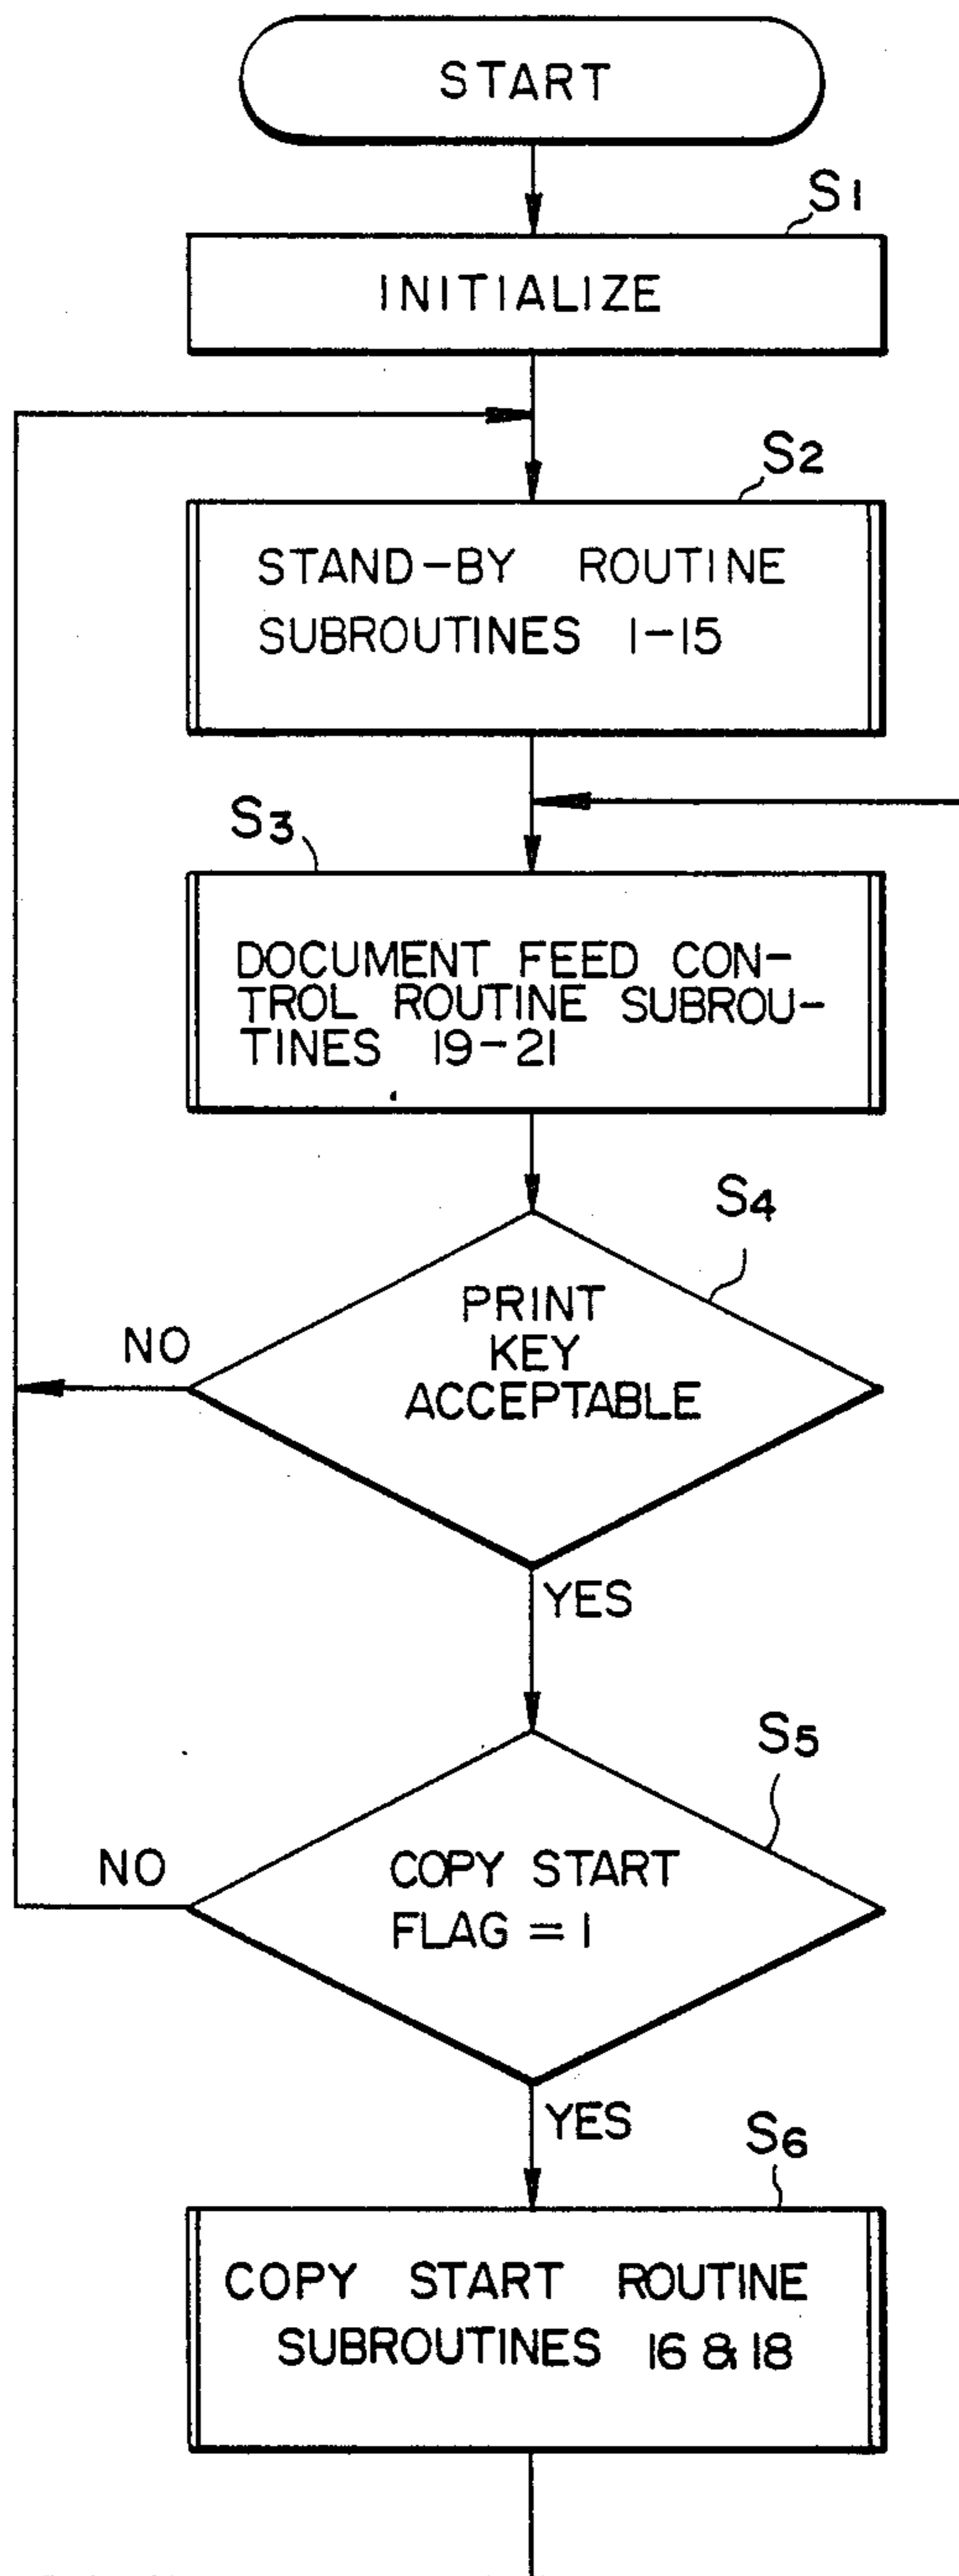 START
S1
INITIALIZE
S2
STAND-BY ROUTINE
SUBROUTINES 1-15
S3
DOCUMENT FEED CON-
TROL ROUTINE SUBROU-
TINES 19-21
S4
PRINT
KEY
ACCEPTABLE
NO
YES
S5
COPY START
FLAG = 1
NO
YES
S6
COPY START ROUTINE
SUBROUTINES 16 & 18